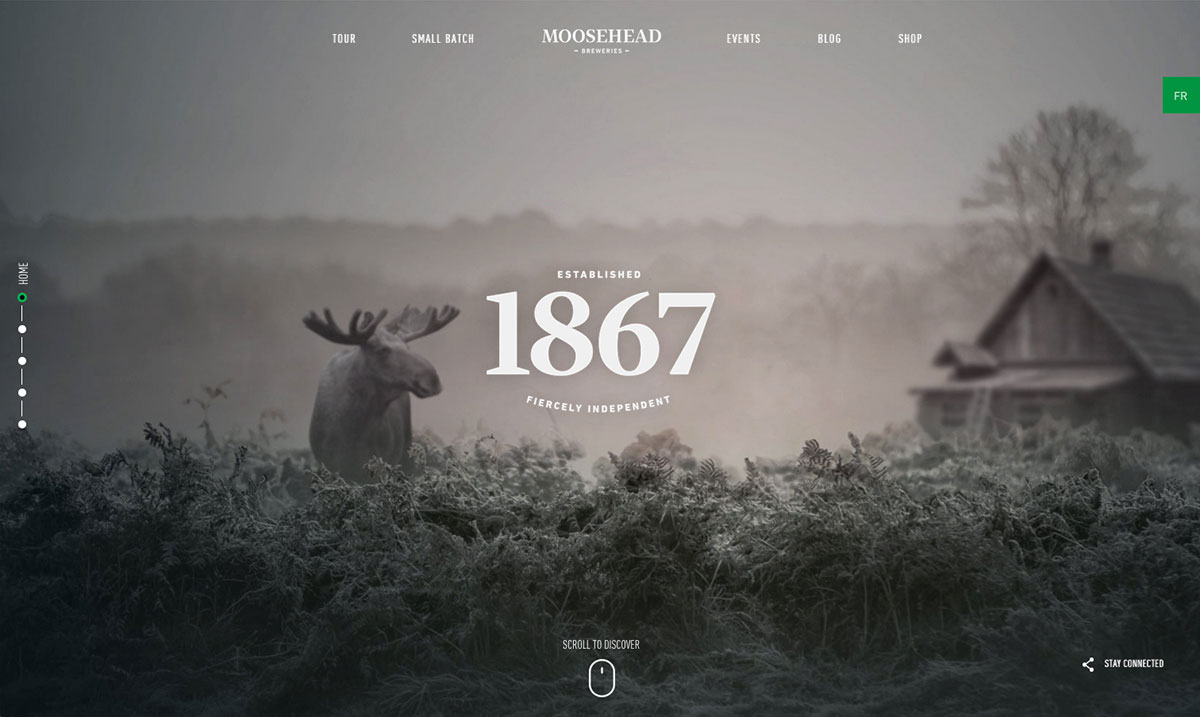 TOUR
SMALL BATCH
MOOSEHEAD
BREWERIES
EVENTS
BLOG
SHOP
FR
HOME
ESTABLISHED
1867
FIERCELY INDEPENDENT
SCROLL TO DISCOVER
STAY CONNECTED